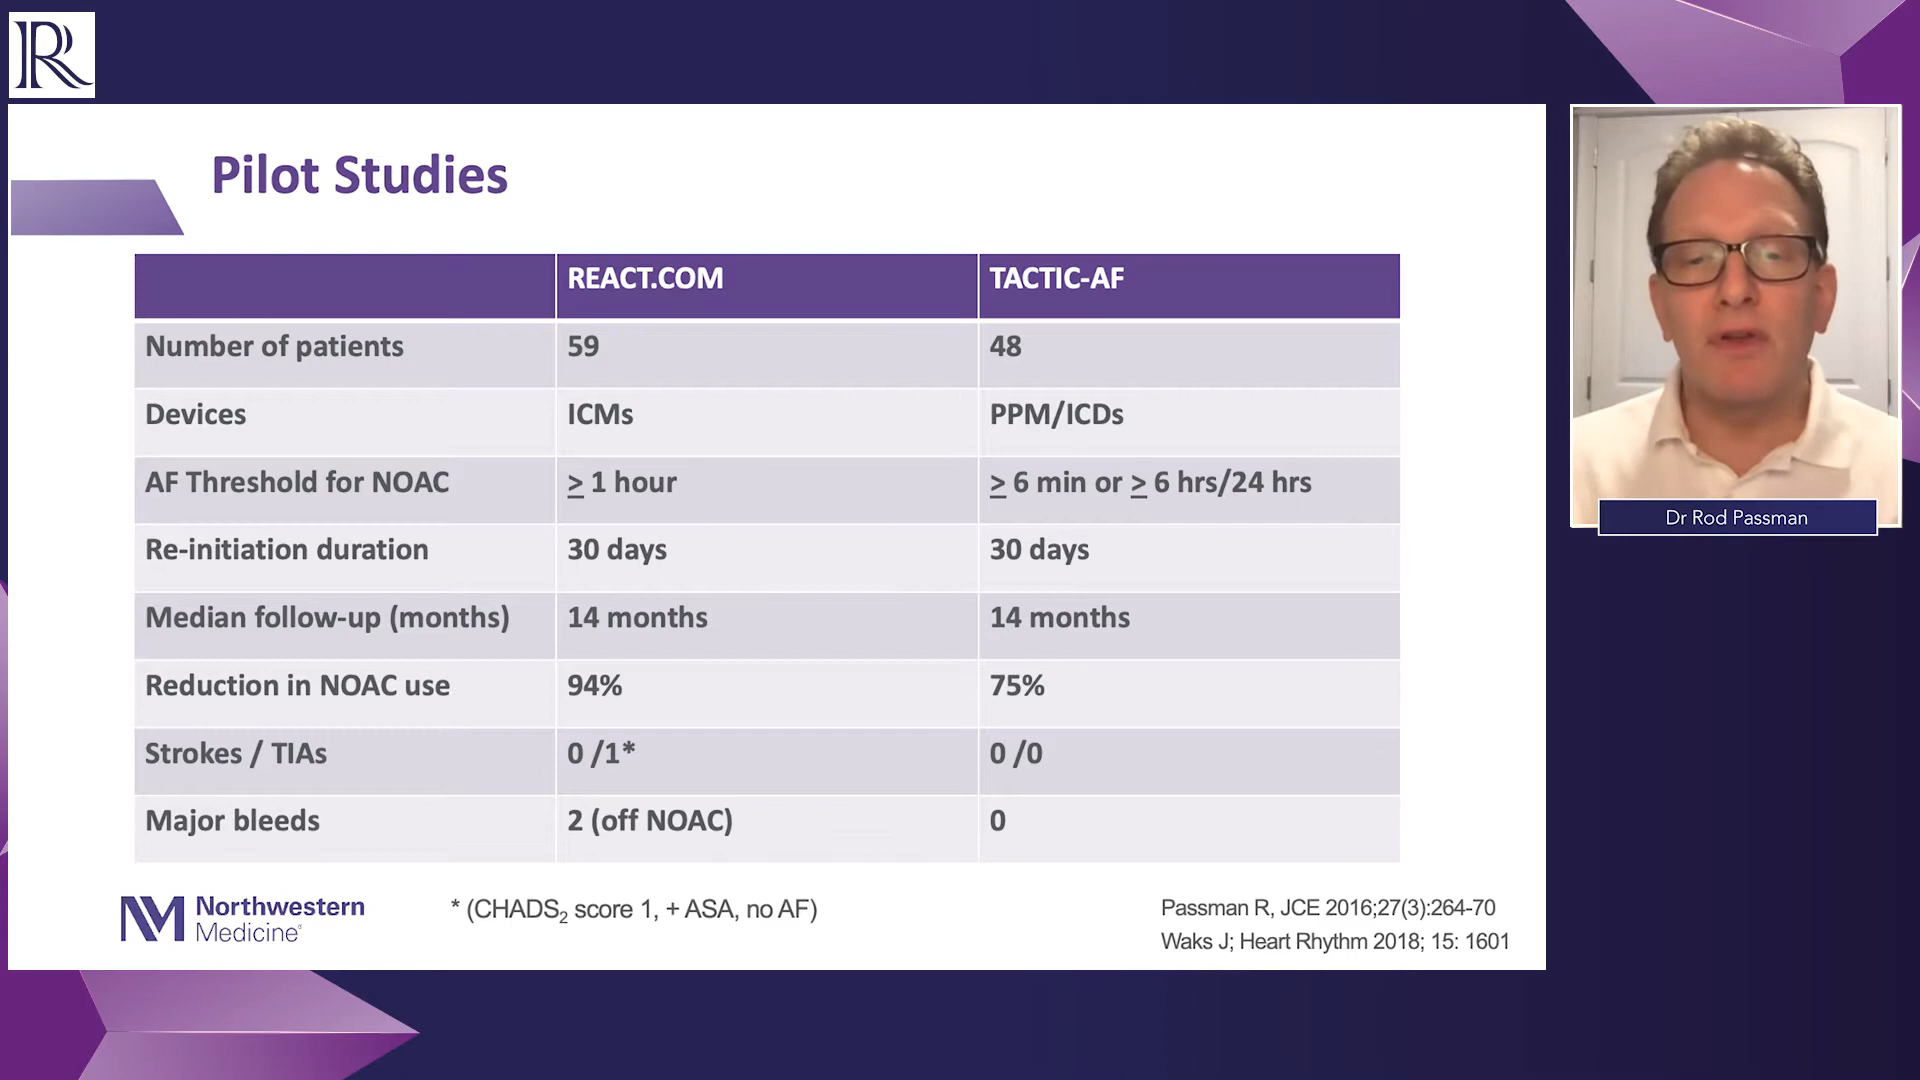 R
Pilot Studies
REACT.COM TACTIC-AF
Number of patients 59 48
Devices ICMs PPM/ICDs
AF Threshold for NOAC ≥ 1 hour ≥ 6 min or ≥ 6 hrs/24 hrs
Re-initiation duration 30 days 30 days
Median follow-up (months) 14 months 14 months
Reduction in NOAC use 94% 75%
Strokes / TIAs 0 /1* 0 /0
Major bleeds 2 (off NOAC) 0
NM Northwestern Medicine
* (CHADS₂ score 1, + ASA, no AF)
Passman R, JCE 2016;27(3):264-70
Waks J; Heart Rhythm 2018; 15: 1601
Dr Rod Passman